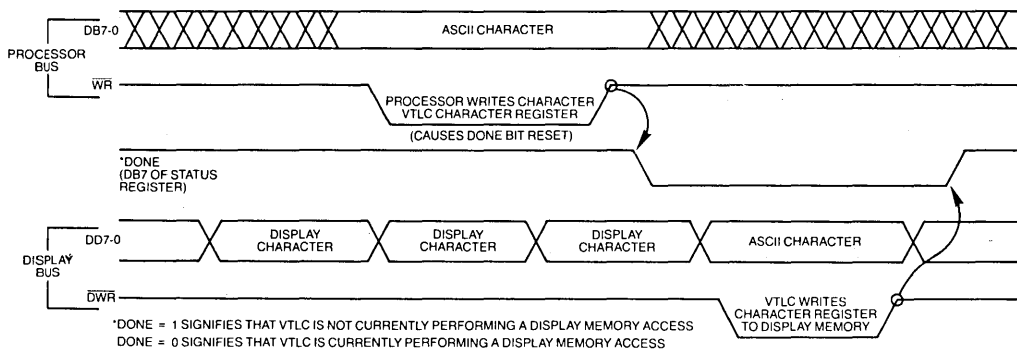 DB7-0
ASCII CHARACTER
PROCESSOR
BUS
WR
PROCESSOR WRITES CHARACTER
VTLC CHARACTER REGISTER
(CAUSES DONE BIT RESET)
*DONE
(DB7 OF STATUS
REGISTER)
DD7-0
DISPLAY
CHARACTER
DISPLAY
CHARACTER
DISPLAY
CHARACTER
ASCII CHARACTER
DISPLAY
BUS
DWR
VTLC WRITES
CHARACTER REGISTER
TO DISPLAY MEMORY
*DONE = 1 SIGNIFIES THAT VTLC IS NOT CURRENTLY PERFORMING A DISPLAY MEMORY ACCESS
DONE = 0 SIGNIFIES THAT VTLC IS CURRENTLY PERFORMING A DISPLAY MEMORY ACCESS